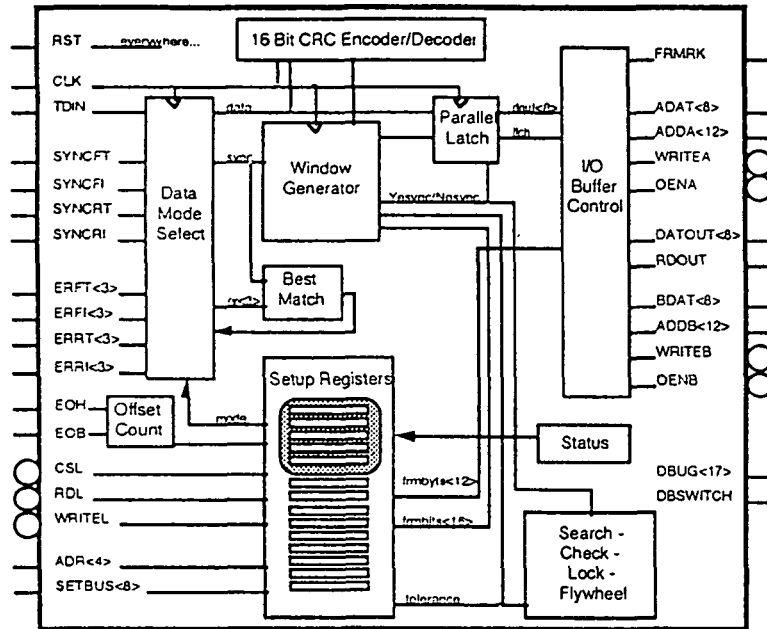 16 Bit CRC Encoder/Decoder
RST
everywhere...
CLK
TDIN
data
SYNCFT
sync
SYNCFI
SYNCRT
SYNCRI
Data
Mode
Select
Window
Generator
Parallel
Latch
dout<8>
I/O
Buffer
Control
FRMRK
ADAT<8>
ADDA<12>
WRITEA
OENA
DATOUT<8>
RDOUT
BDAT<8>
ADDB<12>
WRITEB
OENB
Yesync/Nosync
ERFT<3>
ERFI<3>
ERRT<3>
ERRI<3>
Best
Match
Setup Registers
EOH
EOB
Offset
Count
mode
Status
CSL
RDL
WRITEL
frmbyts<12>
frmbits<15>
DBUG<17>
DBSWITCH
ADR<4>
SETBUS<8>
tolerance
Search -
Check -
Lock -
Flywheel